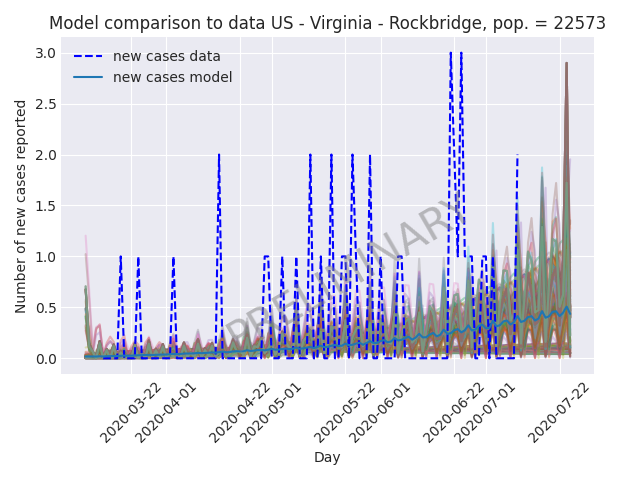 Model comparison to data US - Virginia - Rockbridge, pop. = 22573
new cases data
new cases model
PRELIMINARY
Number of new cases reported
3.0
2.5
2.0
1.5
1.0
0.5
0.0
2020-03-22
2020-04-01
2020-04-22
2020-05-01
2020-05-22
2020-06-01
2020-06-22
2020-07-01
2020-07-22
Day